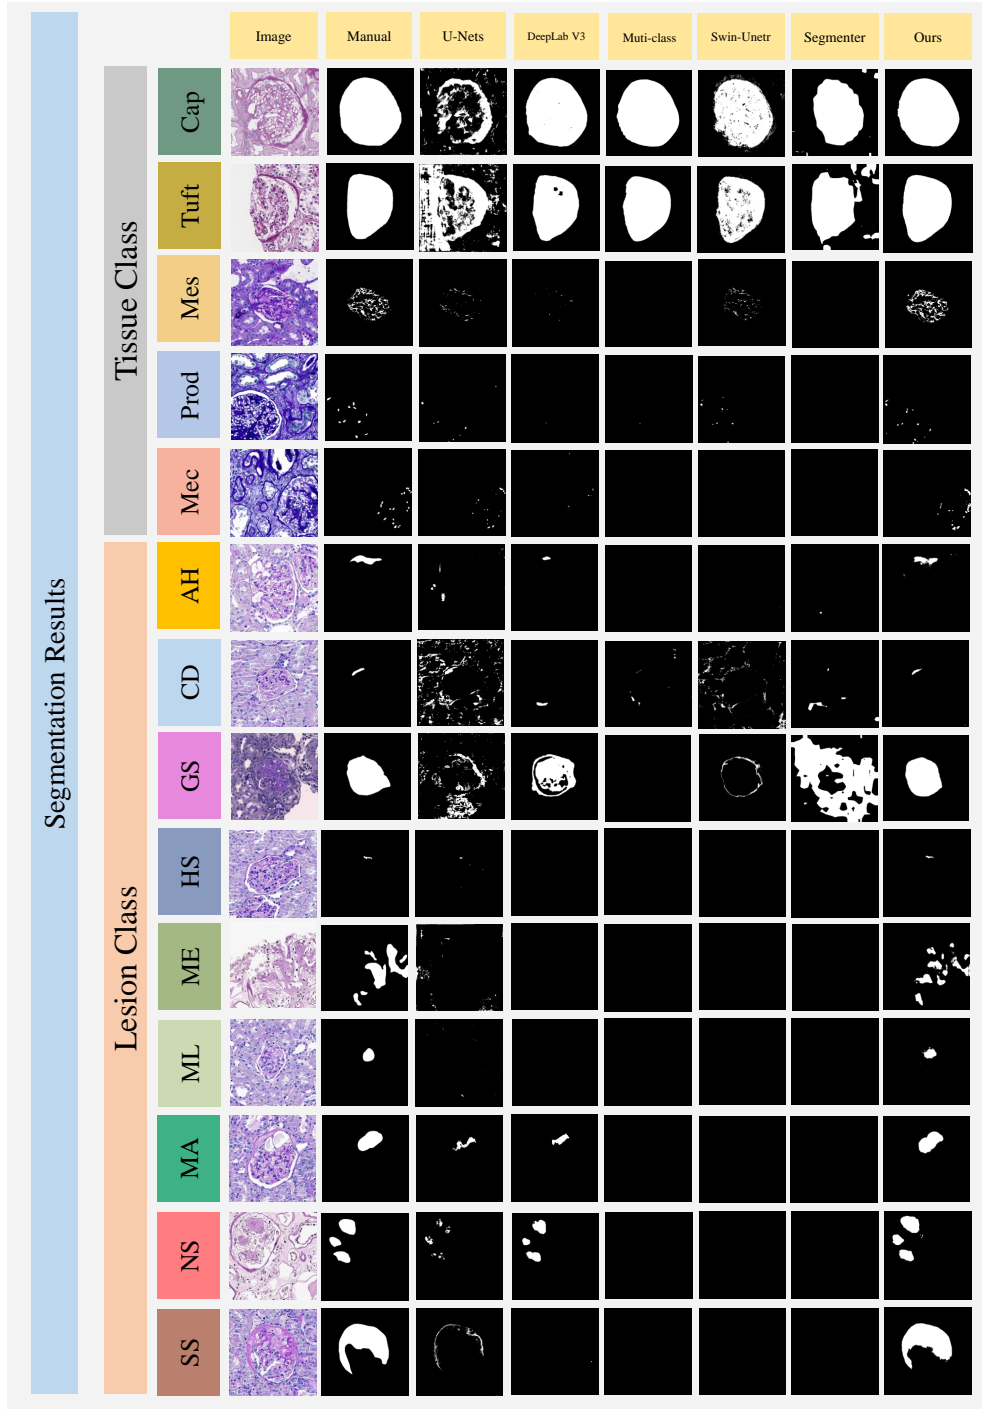 Image Manual U-Nets DeepLab V3 Muti-class Swin-Unetr Segmenter Ours
Segmentation Results
Tissue Class
Cap
Tuft
Mes
Prod
Mec
Lesion Class
AH
CD
GS
HS
ME
ML
MA
NS
SS